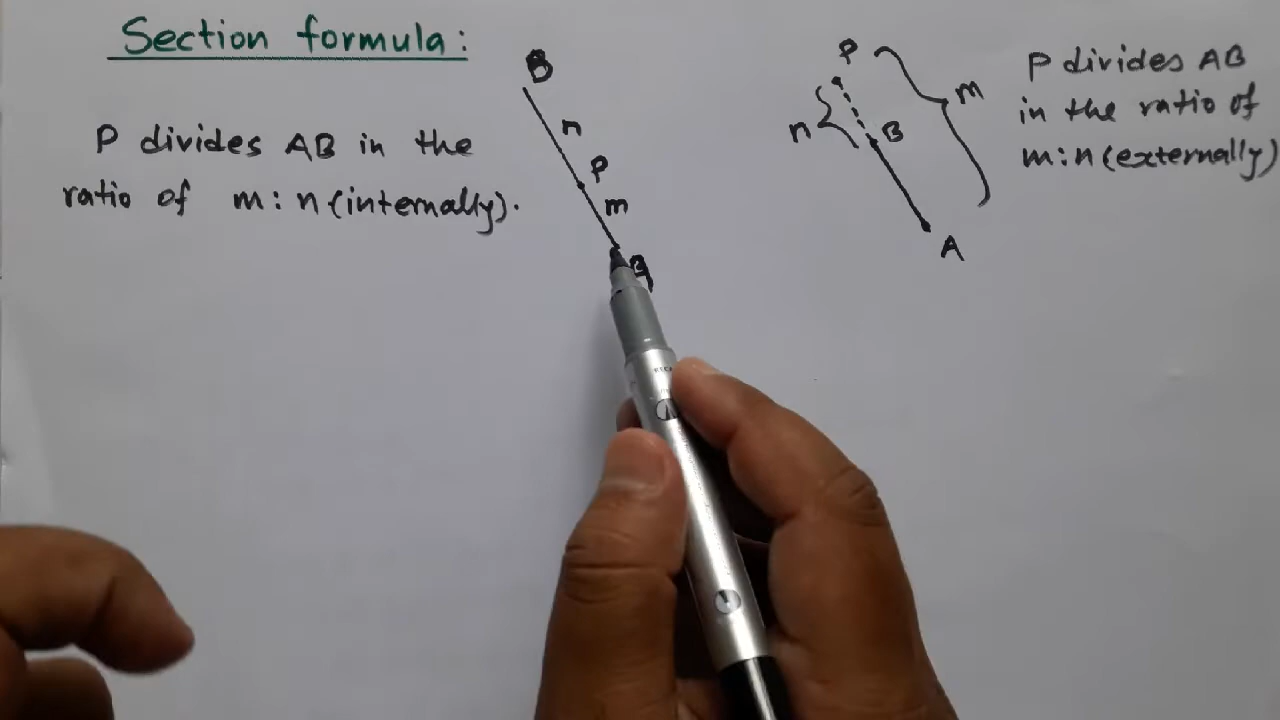 Section formula:
P divides AB in the
ratio of m:n (internally).
B
n
P
m
P
n
B
m
A
P divides AB
in the ratio of
m:n (externally)